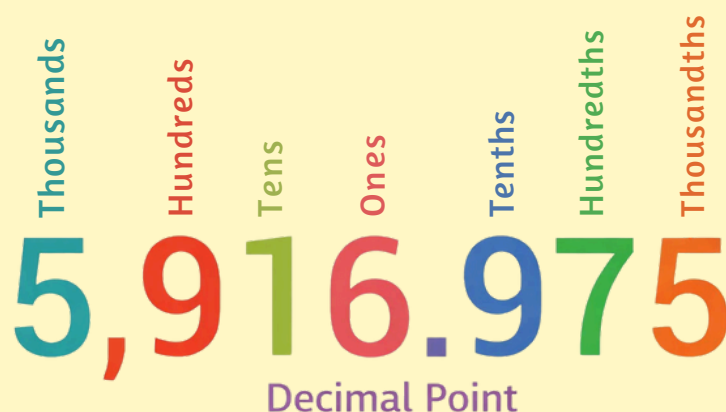 Thousands
Hundreds
Tens
Ones
Tenths
Hundredths
Thousandths
5,916.975
Decimal Point